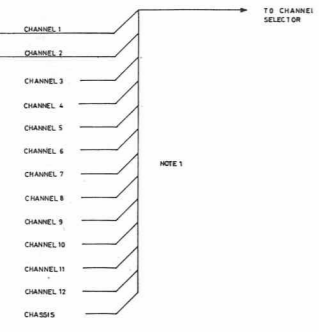 TO CHANNEL
SELECTOR
CHANNEL 1
CHANNEL 2
CHANNEL 3
CHANNEL 4
CHANNEL 5
CHANNEL 6
CHANNEL 7
NOTE 1
CHANNEL 8
CHANNEL 9
CHANNEL 10
CHANNEL 11
CHANNEL 12
CHASSIS